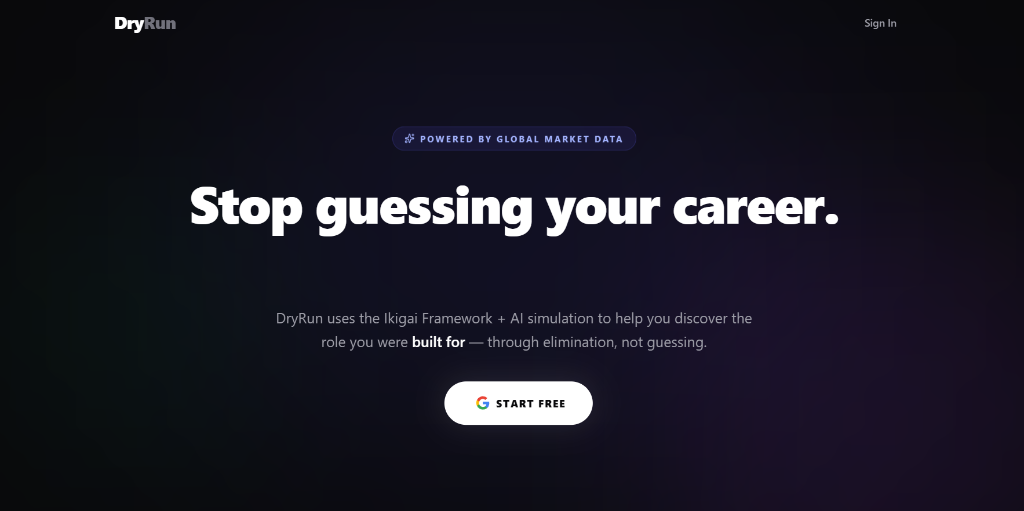 DryRun
Sign In
POWERED BY GLOBAL MARKET DATA
Stop guessing your career.
DryRun uses the Ikigai Framework + AI simulation to help you discover the
role you were built for — through elimination, not guessing.
START FREE